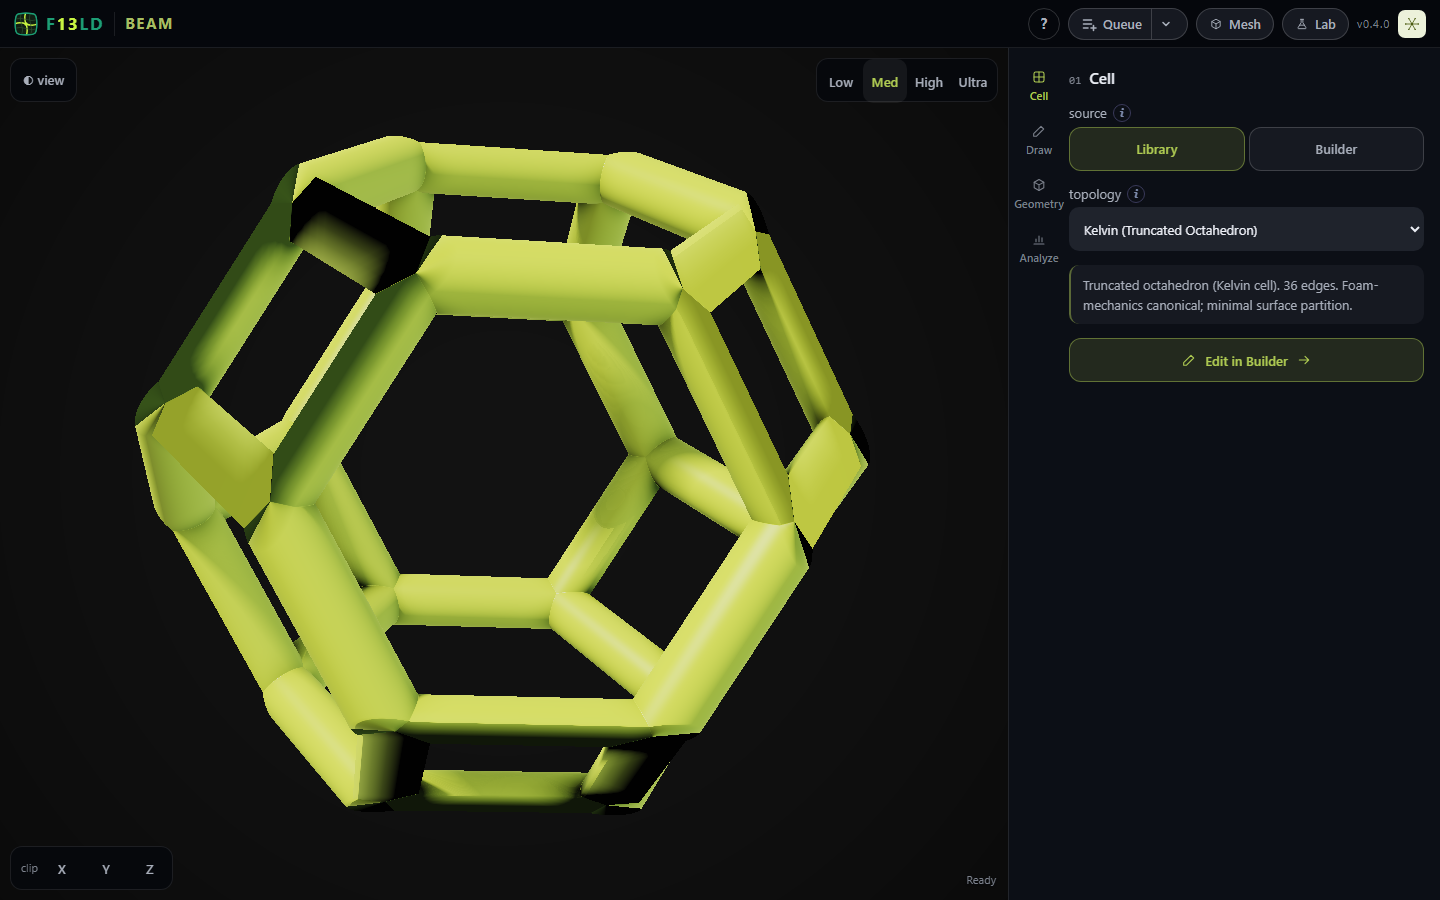 F13LD BEAM
? Queue Mesh Lab v0.4.0
view
Low Med High Ultra
Cell
Draw
Geometry
Analyze
01 Cell
source i
Library Builder
topology i
Kelvin (Truncated Octahedron)
Truncated octahedron (Kelvin cell). 36 edges. Foam-
mechanics canonical; minimal surface partition.
Edit in Builder →
clip X Y Z
Ready